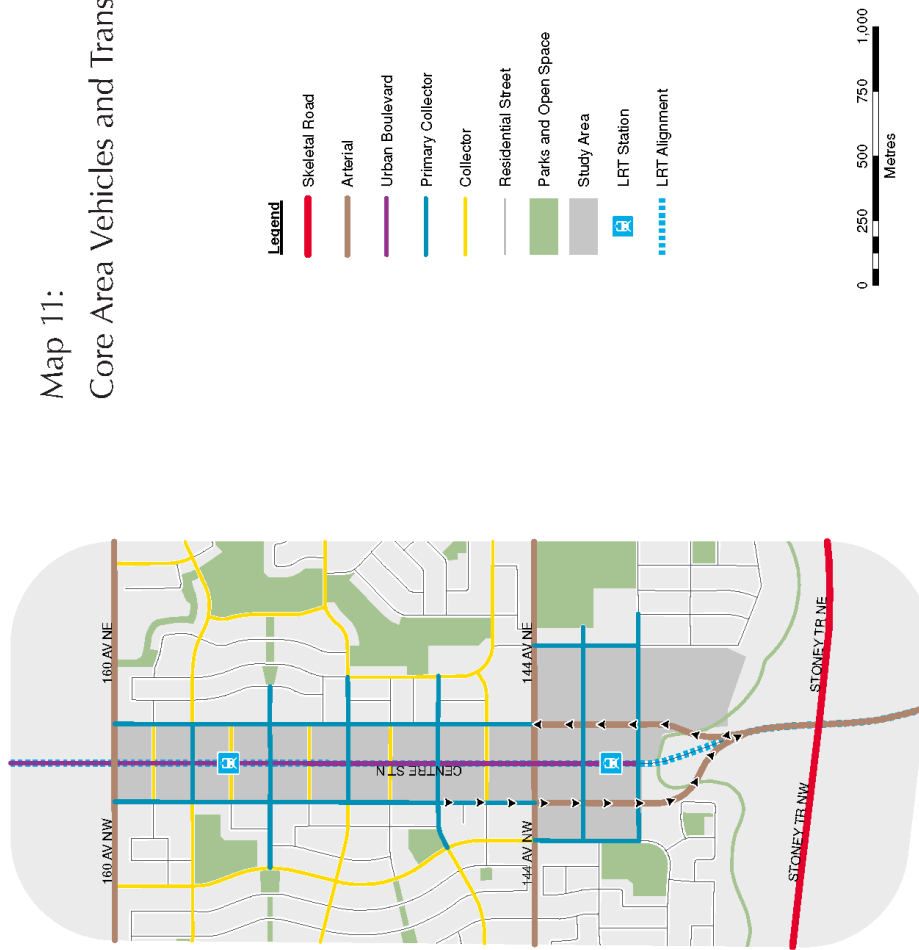 Map 11:
Core Area Vehicles and Trans
Legend
Skeletal Road
Arterial
Urban Boulevard
Primary Collector
Collector
Residential Street
Parks and Open Space
Study Area
LRT Station
LRT Alignment
0 250 500 750 1,000
Metres
160 AV NW
160 AV NE
CENTRE ST N
144 AV NW
144 AV NE
STONEY TR NW
STONEY TR NE